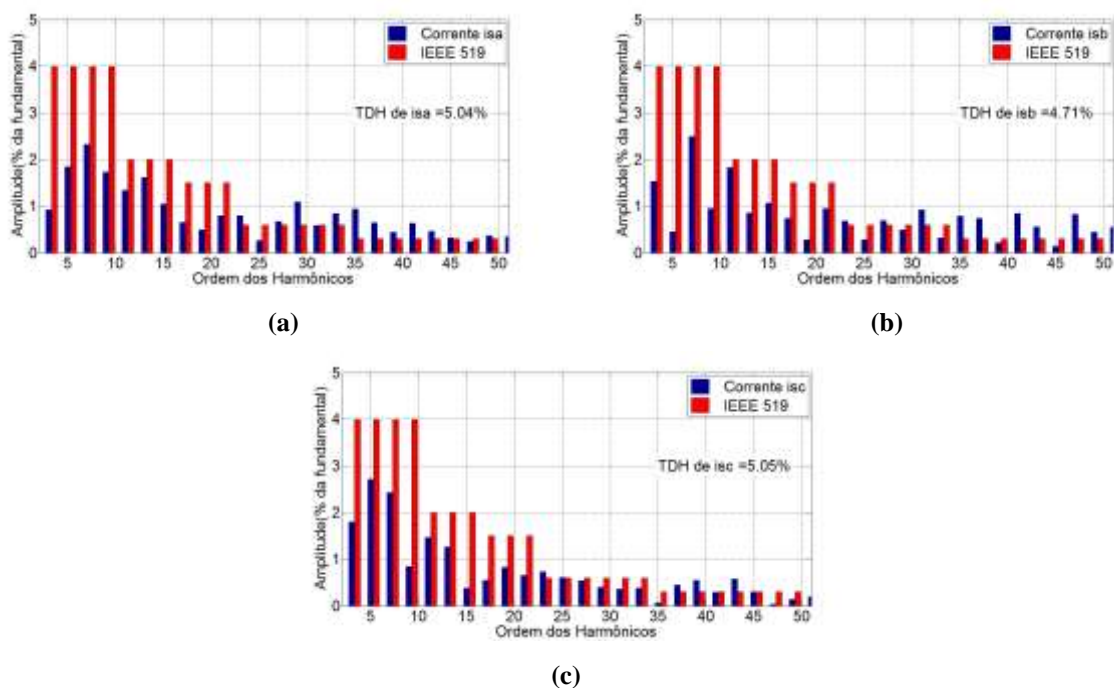 Amplitude(% da fundamental)
5
4
3
2
1
0
Corrente isa
IEEE 519
TDH de isa =5.04%
5 10 15 20 25 30 35 40 45 50
Ordem dos Harmônicos
(a)
Amplitude(% da fundamental)
5
4
3
2
1
0
Corrente isb
IEEE 519
TDH de isb =4.71%
5 10 15 20 25 30 35 40 45 50
Ordem dos Harmônicos
(b)
Amplitude(% da fundamental)
5
4
3
2
1
0
Corrente isc
IEEE 519
TDH de isc =5.05%
5 10 15 20 25 30 35 40 45 50
Ordem dos Harmônicos
(c)